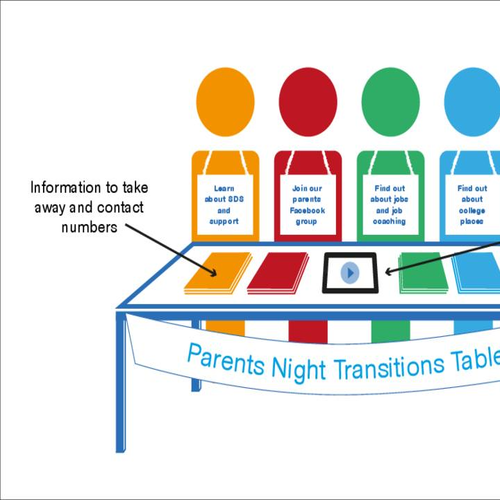 Learn
about SDS
and
support
Join our
parents
Facebook
group
Find out
about jobs
and job
coaching
Find out
about
college
places
Information to take
away and contact
numbers
Parents Night Transitions Table